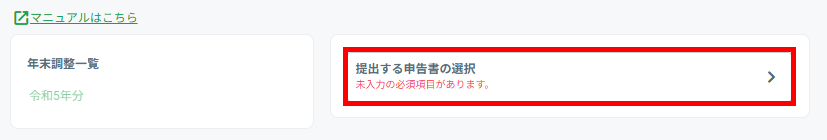 マニュアルはこちら
年末調整一覧
令和5年分
提出する申告書の選択
未入力の必須項目があります。